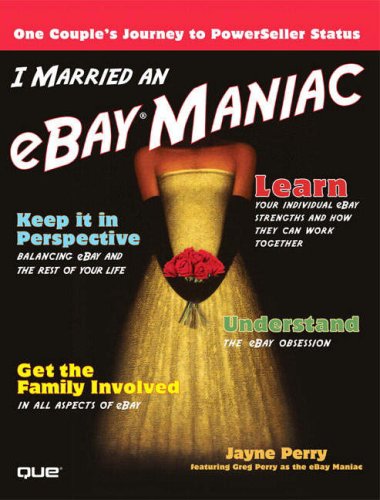 One Couple's Journey to PowerSeller Status
I MARRIED AN
eBAY® MANIAC
Learn
YOUR INDIVIDUAL eBAY
STRENGTHS AND HOW
THEY CAN WORK
TOGETHER
Keep it in
Perspective
BALANCING eBAY AND
THE REST OF YOUR LIFE
Understand
THE eBAY OBSESSION
Get the
Family Involved
IN ALL ASPECTS OF eBAY
Jayne Perry
featuring Greg Perry as the eBay Maniac
QUE®